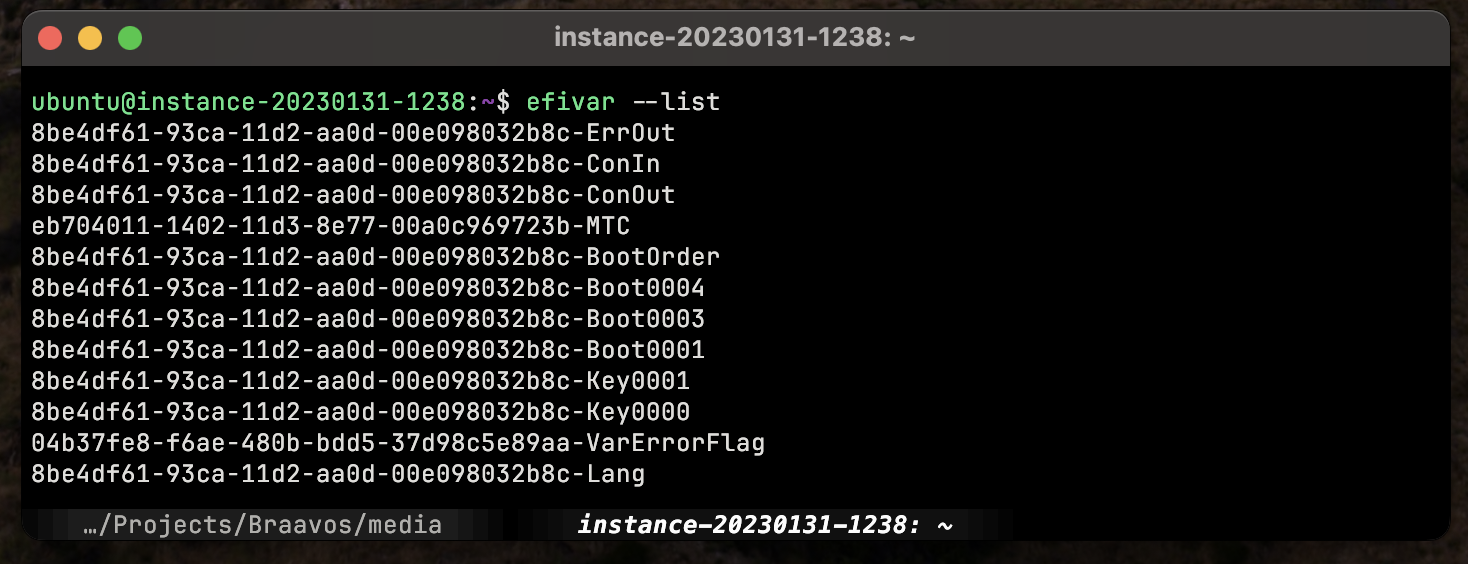 instance-20230131-1238: ~
ubuntu@instance-20230131-1238:~$ efivar --list
8be4df61-93ca-11d2-aa0d-00e098032b8c-ErrOut
8be4df61-93ca-11d2-aa0d-00e098032b8c-ConIn
8be4df61-93ca-11d2-aa0d-00e098032b8c-ConOut
eb704011-1402-11d3-8e77-00a0c969723b-MTC
8be4df61-93ca-11d2-aa0d-00e098032b8c-BootOrder
8be4df61-93ca-11d2-aa0d-00e098032b8c-Boot0004
8be4df61-93ca-11d2-aa0d-00e098032b8c-Boot0003
8be4df61-93ca-11d2-aa0d-00e098032b8c-Boot0001
8be4df61-93ca-11d2-aa0d-00e098032b8c-Key0001
8be4df61-93ca-11d2-aa0d-00e098032b8c-Key0000
04b37fe8-f6ae-480b-bdd5-37d98c5e89aa-VarErrorFlag
8be4df61-93ca-11d2-aa0d-00e098032b8c-Lang
…/Projects/Braavos/media instance-20230131-1238: ~